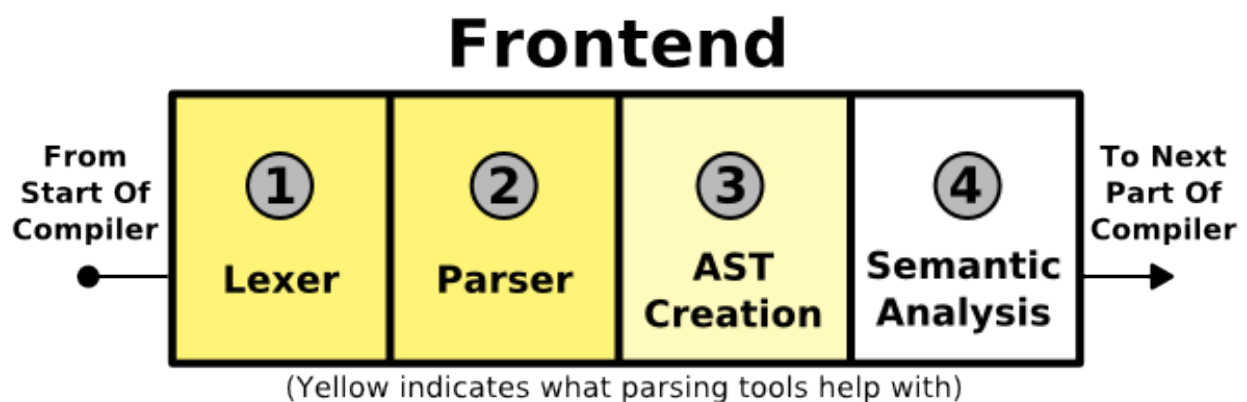 Frontend
From
Start Of
Compiler
1
Lexer
2
Parser
3
AST
Creation
4
Semantic
Analysis
To Next
Part Of
Compiler
(Yellow indicates what parsing tools help with)